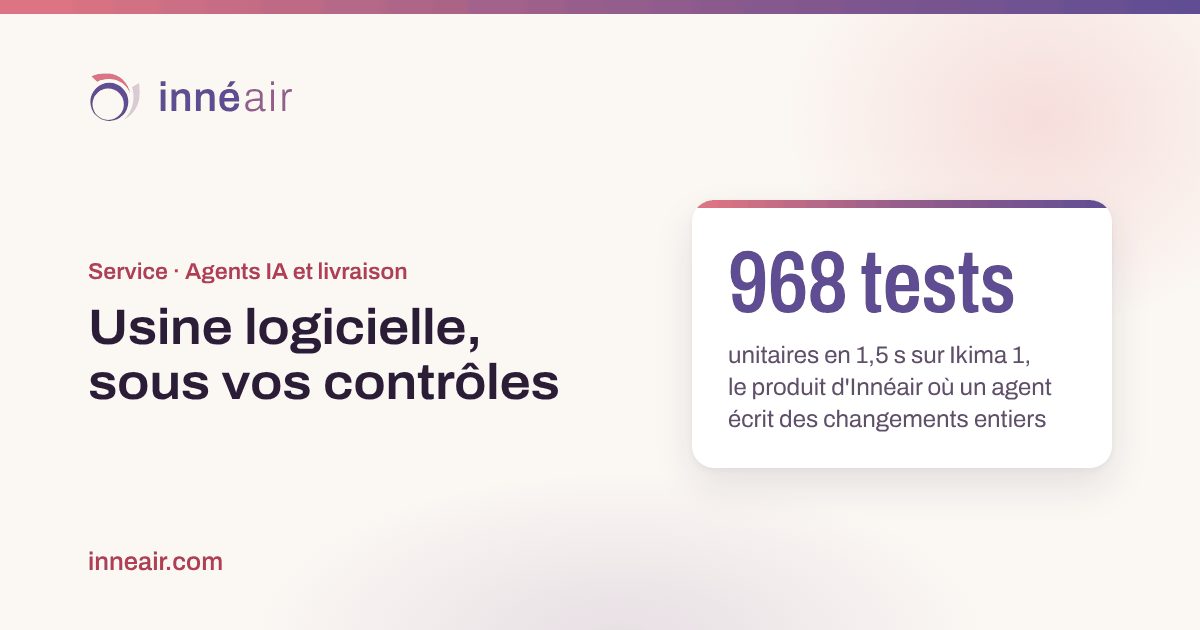 innéair
Service · Agents IA et livraison
Usine logicielle,
sous vos contrôles
968 tests
unitaires en 1,5 s sur Ikima 1,
le produit d'Innéair où un agent
écrit des changements entiers
inneair.com